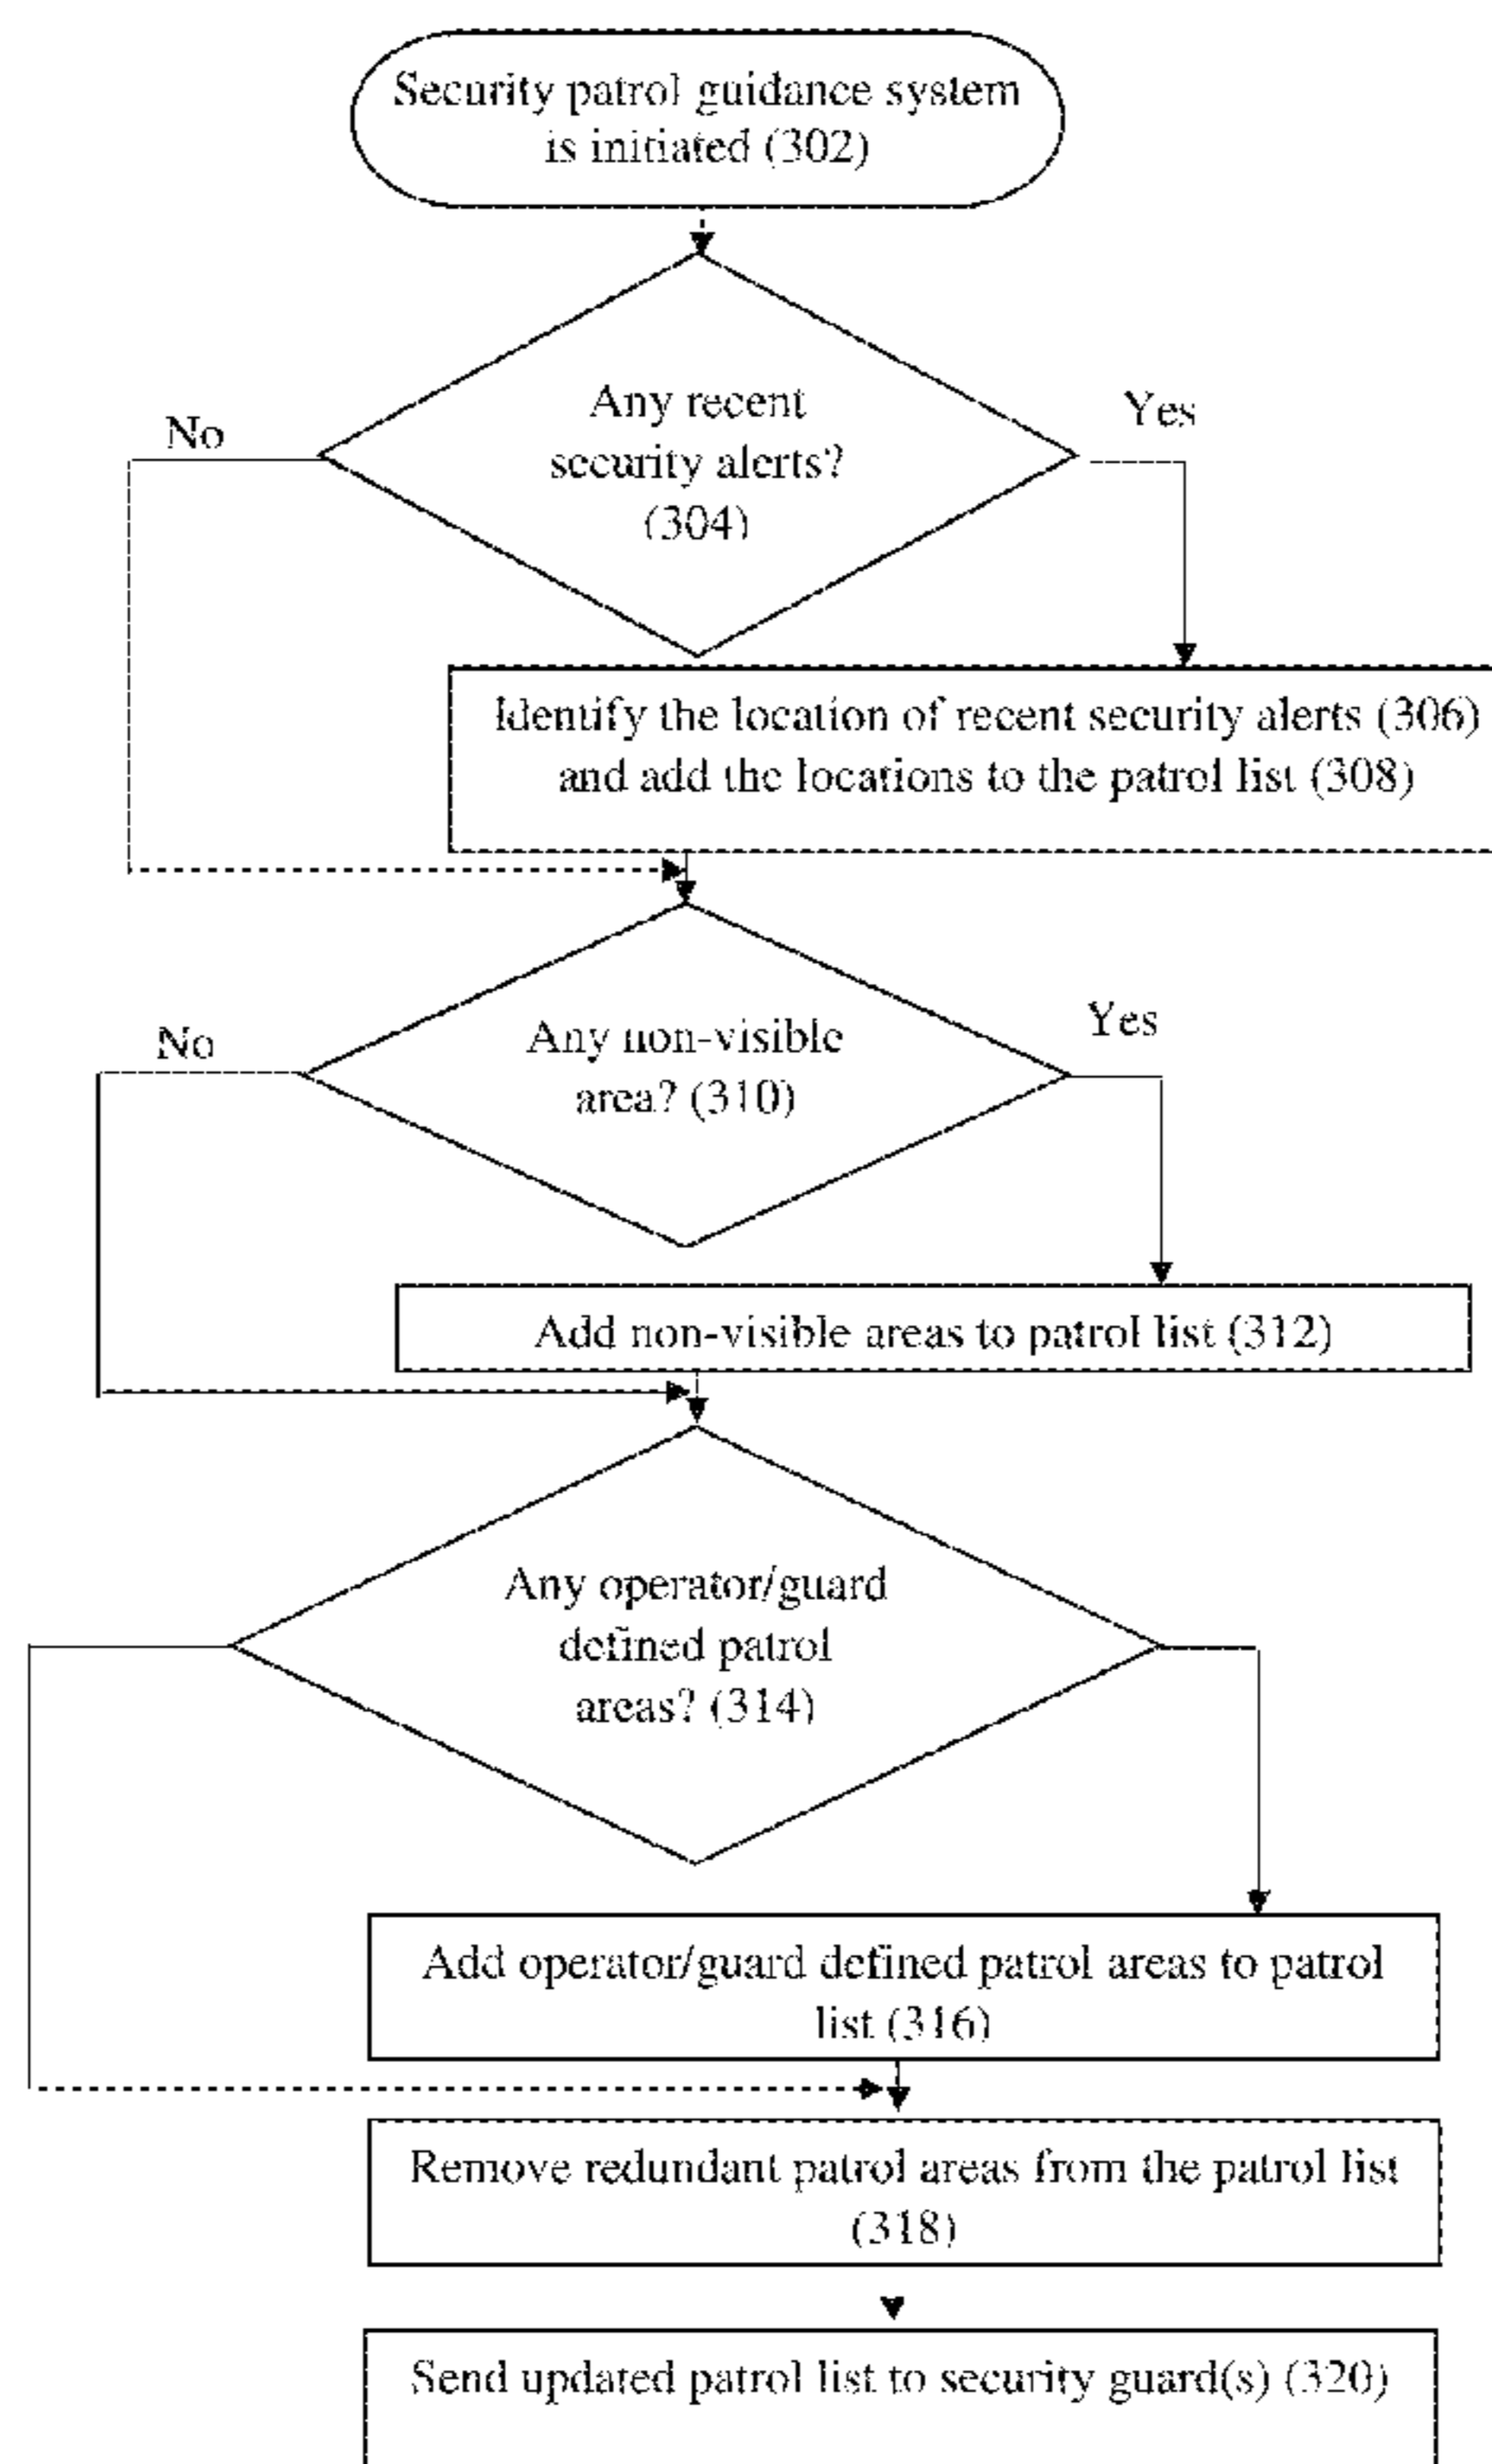 Security patrol guidance system
is initiated (302)
Any recent
security alerts?
(304)
No
Yes
Identify the location of recent security alerts (306)
and add the locations to the patrol list (308)
Any non-visible
area? (310)
No
Yes
Add non-visible areas to patrol list (312)
Any operator/guard
defined patrol
areas? (314)
Add operator/guard defined patrol areas to patrol
list (316)
Remove redundant patrol areas from the patrol list
(318)
Send updated patrol list to security guard(s) (320)